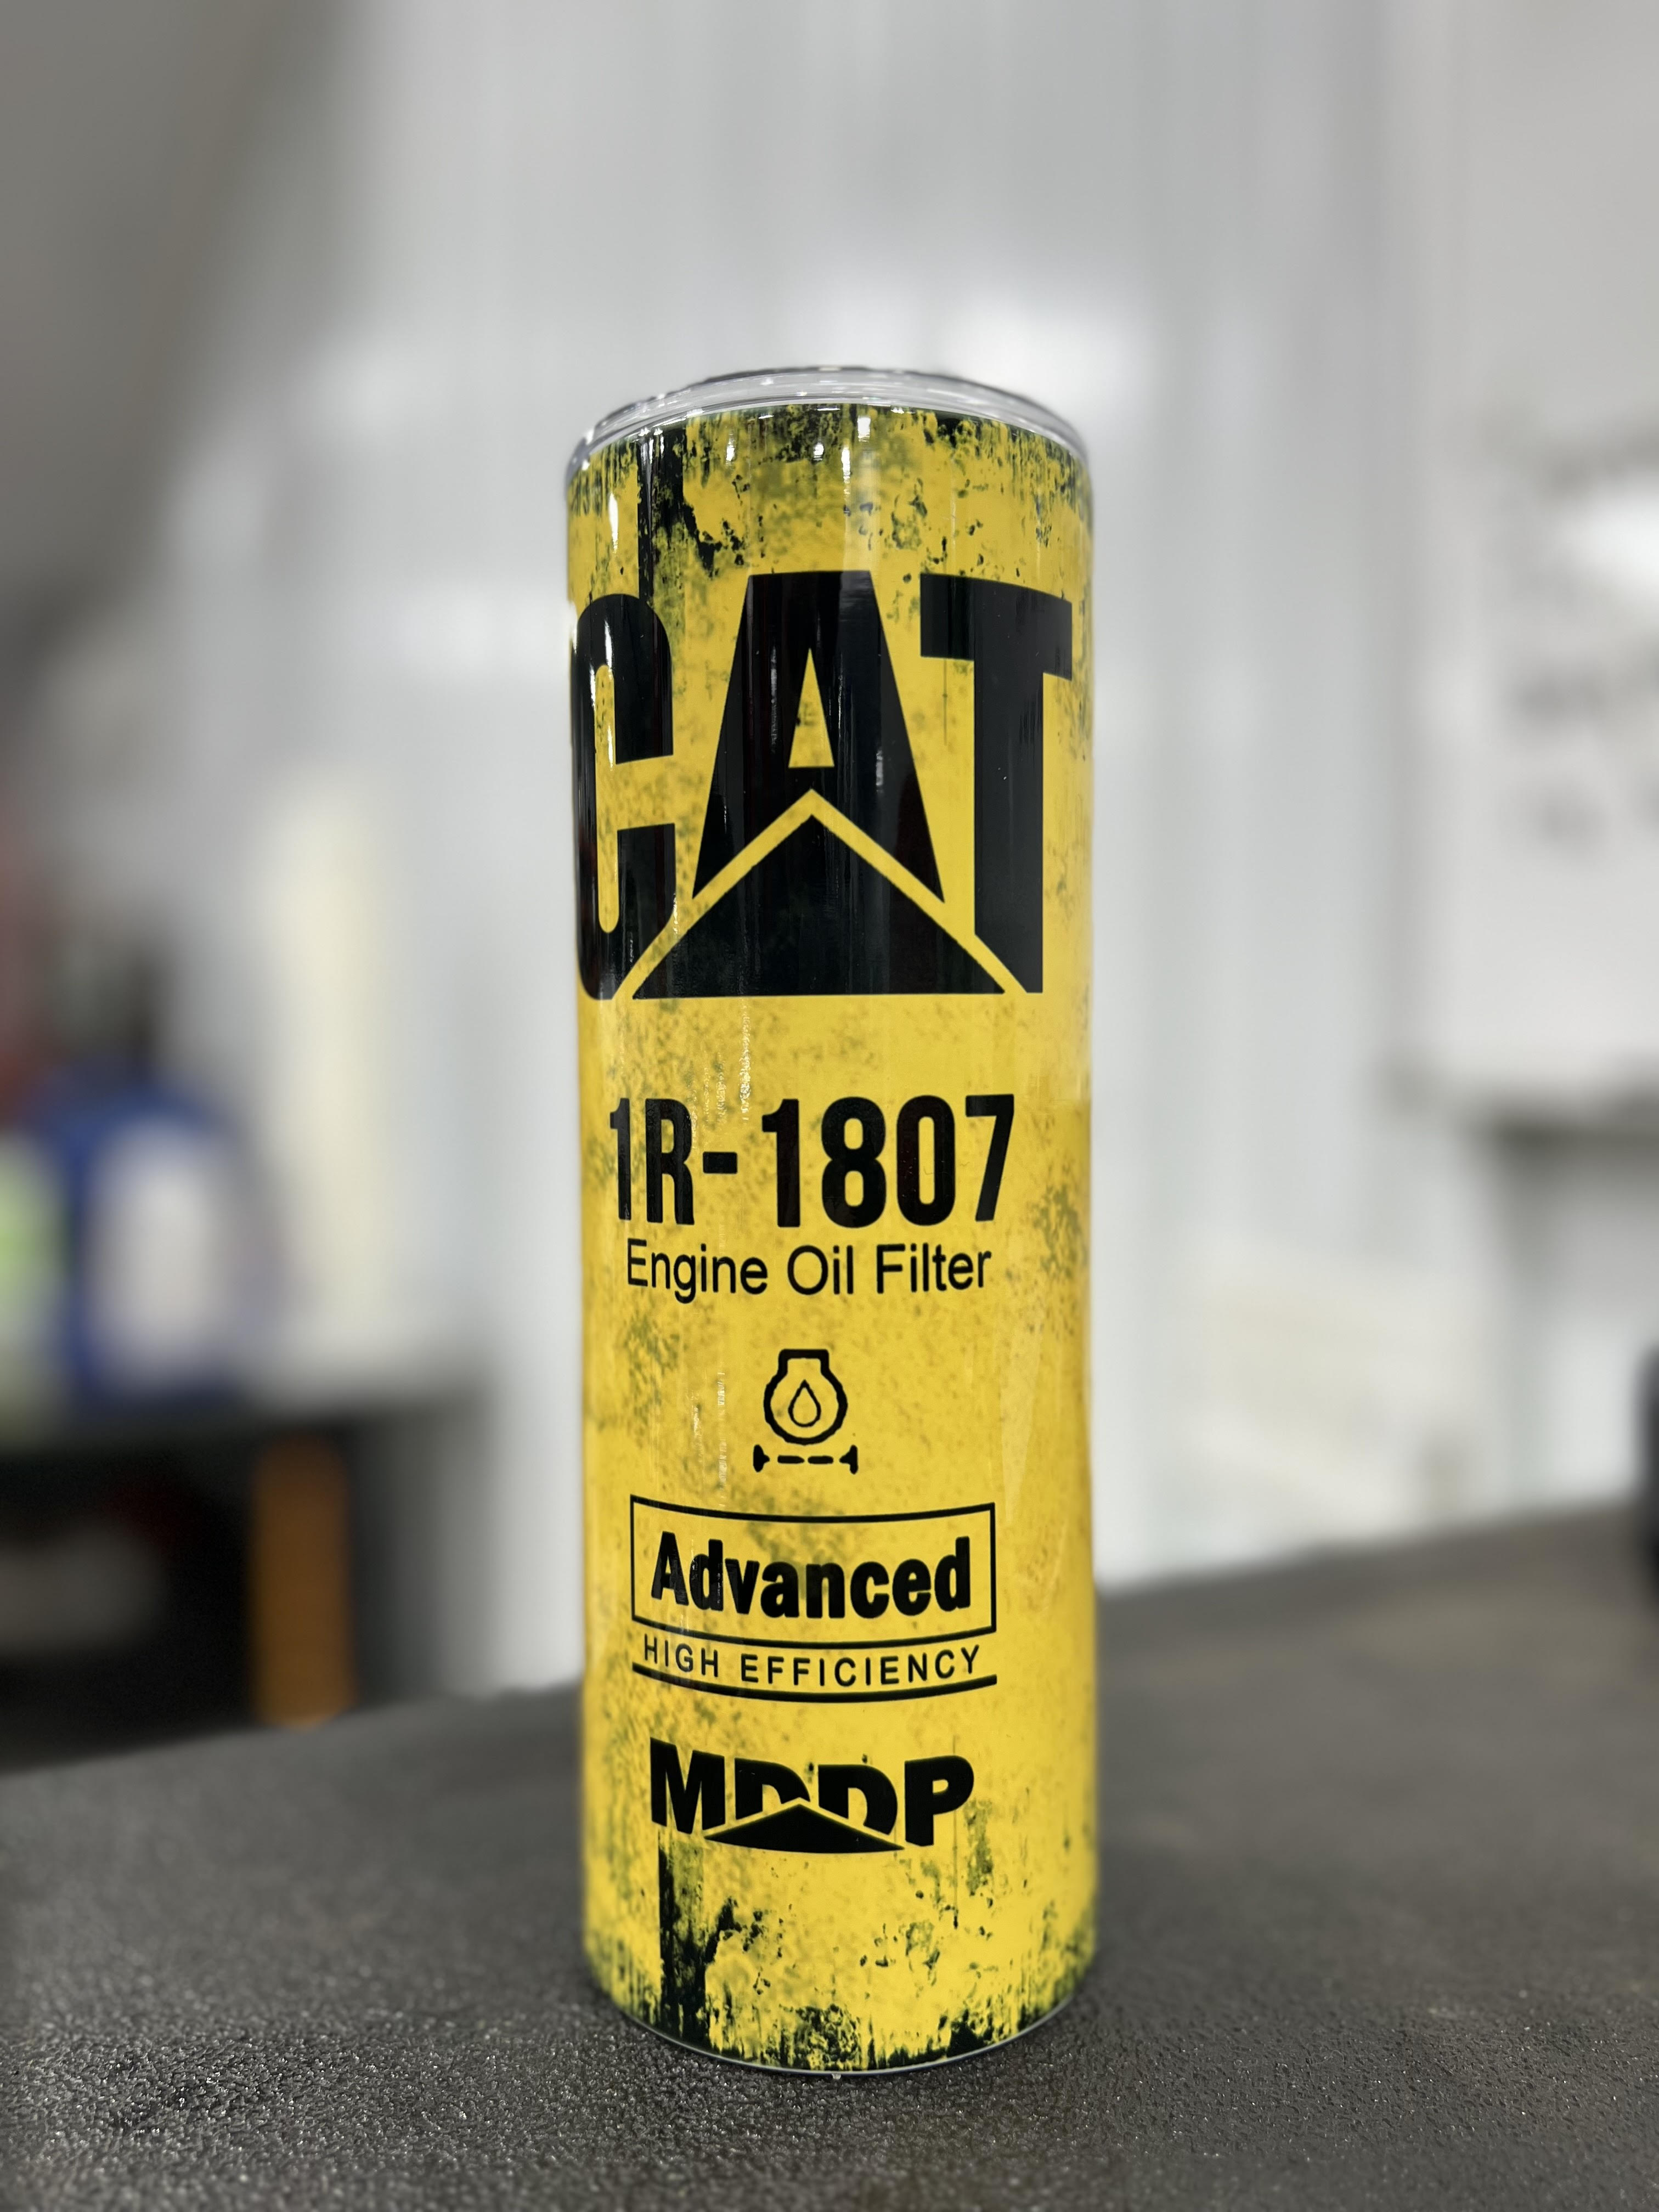 CAT
1R-1807
Engine Oil Filter
Advanced
HIGH EFFICIENCY
MDDP